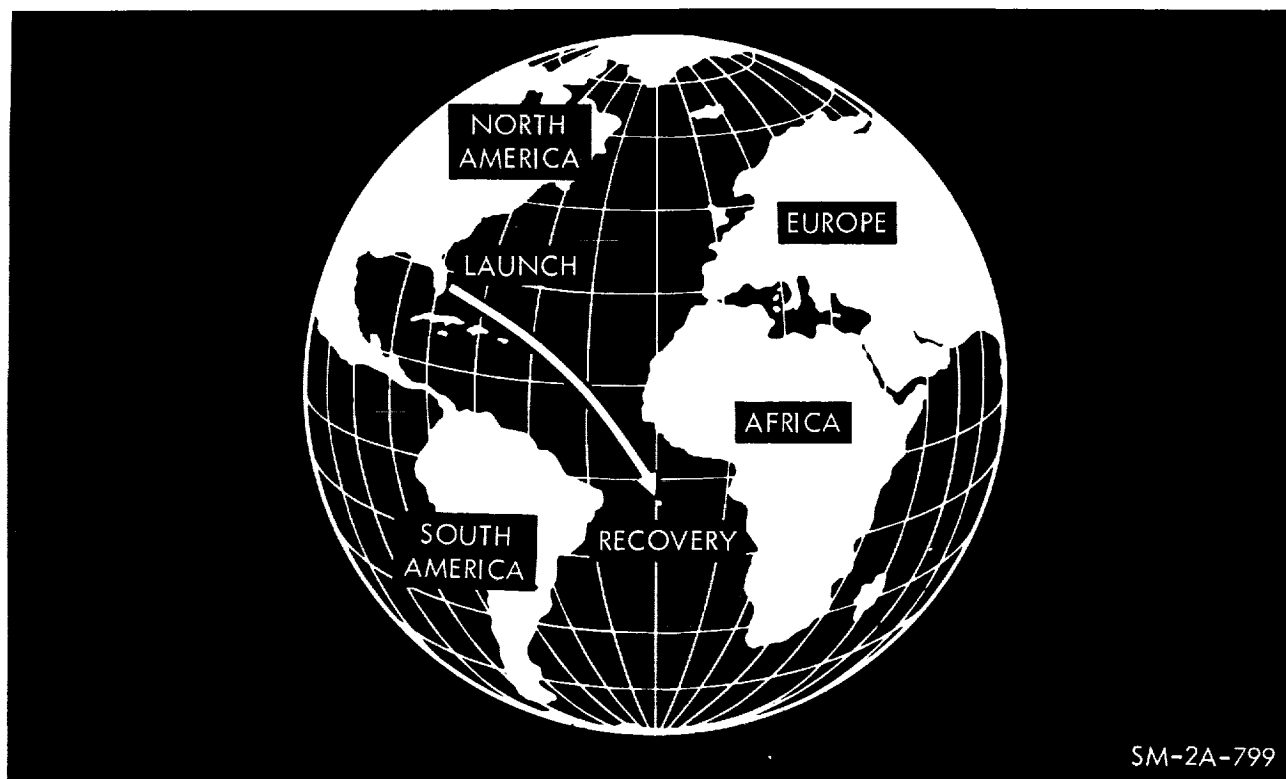 NORTH
AMERICA
EUROPE
LAUNCH
AFRICA
SOUTH
AMERICA
RECOVERY
SM-2A-799